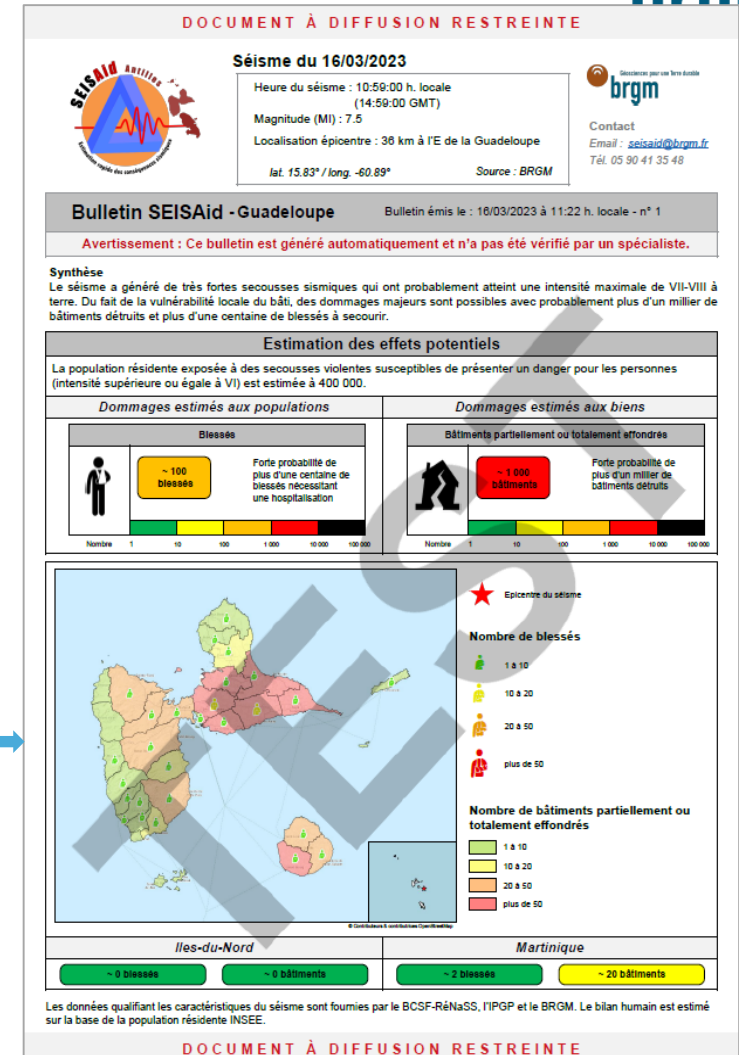 DOCUMENT À DIFFUSION RESTREINTE
SEISAid Antilles
Estimation rapide des conséquences sismiques
Séisme du 16/03/2023
Heure du séisme : 10:59:00 h. locale
(14:59:00 GMT)
Magnitude (Ml) : 7.5
Localisation épicentre : 36 km à l'E de la Guadeloupe
lat. 15.83° / long. -60.89°
Source : BRGM
Géosciences pour une Terre durable
brgm
Contact
Email : seisaid@brgm.fr
Tél. 05 90 41 35 48
Bulletin SEISAid - Guadeloupe
Bulletin émis le : 16/03/2023 à 11:22 h. locale - n° 1
Avertissement : Ce bulletin est généré automatiquement et n'a pas été vérifié par un spécialiste.
Synthèse
Le séisme a généré de très fortes secousses sismiques qui ont probablement atteint une intensité maximale de VII-VIII à
terre. Du fait de la vulnérabilité locale du bâti, des dommages majeurs sont possibles avec probablement plus d'un millier de
bâtiments détruits et plus d'une centaine de blessés à secourir.
Estimation des effets potentiels
La population résidente exposée à des secousses violentes susceptibles de présenter un danger pour les personnes
(intensité supérieure ou égale à VI) est estimée à 400 000.
Dommages estimés aux populations
Dommages estimés aux biens
Blessés
~ 100
blessés
Forte probabilité de
plus d'une centaine de
blessés nécessitant
une hospitalisation
Nombre 1 10 100 1 000 10 000 100 000
Bâtiments partiellement ou totalement effondrés
~ 1 000
bâtiments
Forte probabilité de
plus d'un millier de
bâtiments détruits
Nombre 1 10 100 1 000 10 000 100 000
TEST
Epicentre du séisme
Nombre de blessés
1 à 10
10 à 20
20 à 50
plus de 50
Nombre de bâtiments partiellement ou
totalement effondrés
1 à 10
10 à 20
20 à 50
plus de 50
© Contributeurs & contributrices OpenStreetMap
Iles-du-Nord
Martinique
~ 0 blessés
~ 0 bâtiments
~ 2 blessés
~ 20 bâtiments
Les données qualifiant les caractéristiques du séisme sont fournies par le BCSF-RéNaSS, l'IPGP et le BRGM. Le bilan humain est estimé
sur la base de la population résidente INSEE.
DOCUMENT À DIFFUSION RESTREINTE